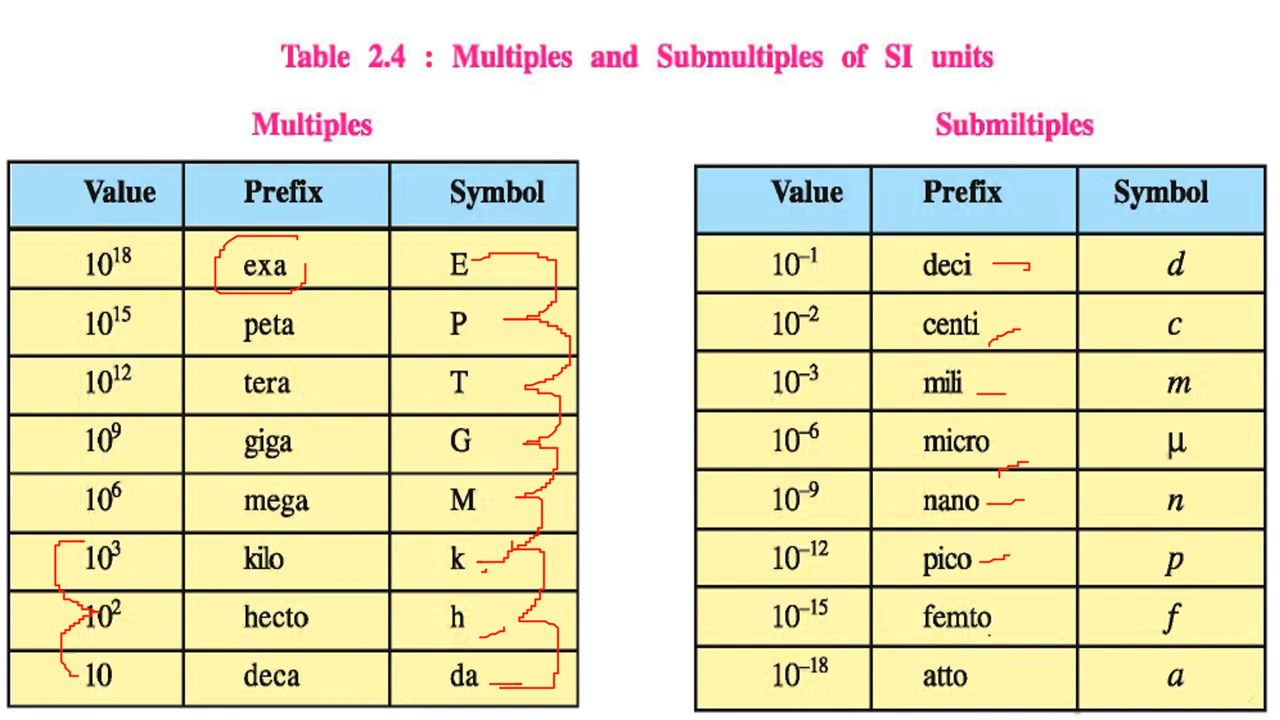 Table 2.4 : Multiples and Submultiples of SI units
Multiples
Value Prefix Symbol
10¹⁸ exa E
10¹⁵ peta P
10¹² tera T
10⁹ giga G
10⁶ mega M
10³ kilo k
10² hecto h
10 deca da
Submiltiples
Value Prefix Symbol
10⁻¹ deci d
10⁻² centi c
10⁻³ mili m
10⁻⁶ micro µ
10⁻⁹ nano n
10⁻¹² pico p
10⁻¹⁵ femto f
10⁻¹⁸ atto a